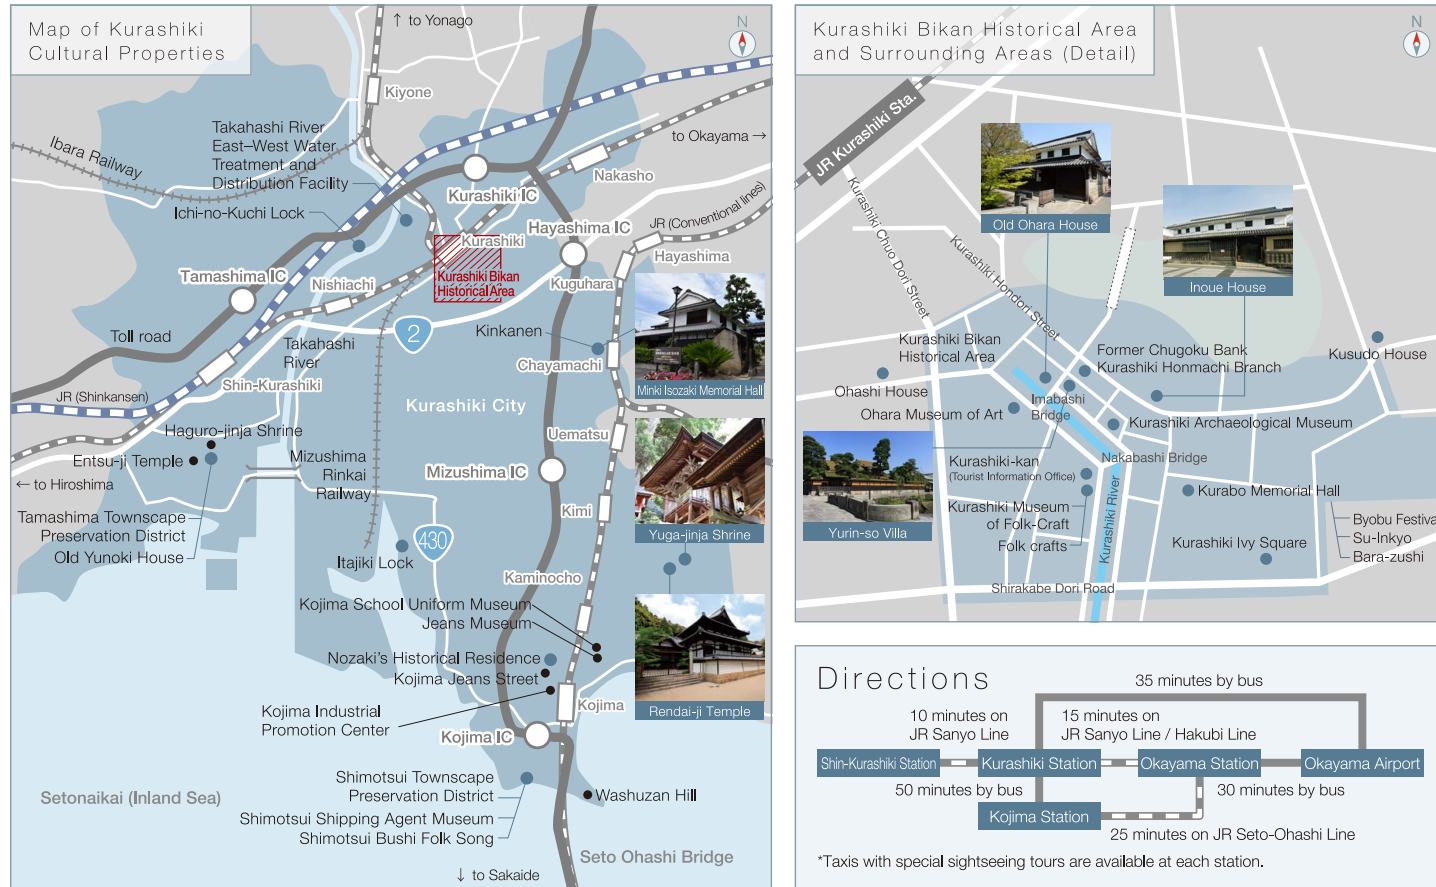 Map of Kurashiki
Cultural Properties
↑ to Yonago
N
Kiyone
Takahashi River
East–West Water
Treatment and
Distribution Facility
Ibara Railway
to Okayama →
Nakasho
Kurashiki IC
Ichi-no-Kuchi Lock
Hayashima IC
JR (Conventional lines)
Kurashiki
Hayashima
Kurashiki Bikan
Historical Area
Tamashima IC
Nishiachi
Kuguhara
Toll road
2
Kinkanen
Takahashi
River
Chayamachi
Shin-Kurashiki
Minki Isozaki Memorial Hall
JR (Shinkansen)
Kurashiki City
Haguro-jinja Shrine
Uematsu
Entsu-ji Temple
Mizushima
Rinkai
Railway
Mizushima IC
← to Hiroshima
Tamashima Townscape
Preservation District
Old Yunoki House
Kimi
430
Yuga-jinja Shrine
Itajiki Lock
Kaminocho
Kojima School Uniform Museum
Jeans Museum
Nozaki's Historical Residence
Kojima Jeans Street
Kojima Industrial
Promotion Center
Kojima
Rendai-ji Temple
Kojima IC
Shimotsui Townscape
Preservation District
Shimotsui Shipping Agent Museum
Shimotsui Bushi Folk Song
Washuzan Hill
Setonaikai (Inland Sea)
Seto Ohashi Bridge
↓ to Sakaide
Kurashiki Bikan Historical Area
and Surrounding Areas (Detail)
N
JR Kurashiki Sta.
Old Ohara House
Kurashiki Chuo Dori Street
Kurashiki Hondori Street
Inoue House
Kurashiki Bikan
Historical Area
Former Chugoku Bank
Kurashiki Honmachi Branch
Kusudo House
Ohashi House
Imabashi
Bridge
Ohara Museum of Art
Kurashiki Archaeological Museum
Nakabashi Bridge
Kurashiki-kan
(Tourist Information Office)
Kurabo Memorial Hall
Kurashiki Museum
of Folk-Craft
Yurin-so Villa
Folk crafts
Kurashiki River
Kurashiki Ivy Square
Byobu Festiva
Su-Inkyo
Bara-zushi
Shirakabe Dori Road
Directions
35 minutes by bus
10 minutes on
JR Sanyo Line
15 minutes on
JR Sanyo Line / Hakubi Line
Shin-Kurashiki Station
Kurashiki Station
Okayama Station
Okayama Airport
50 minutes by bus
30 minutes by bus
Kojima Station
25 minutes on JR Seto-Ohashi Line
*Taxis with special sightseeing tours are available at each station.